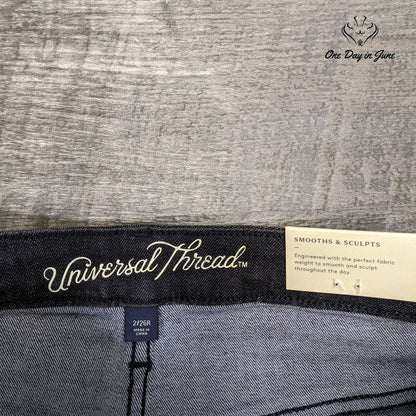 One Day in June
Universal Thread™
SMOOTHS & SCULPTS
Engineered with the perfect fabric
weight to smooth and sculpt
throughout the day
2/26R
MADE IN
CHINA